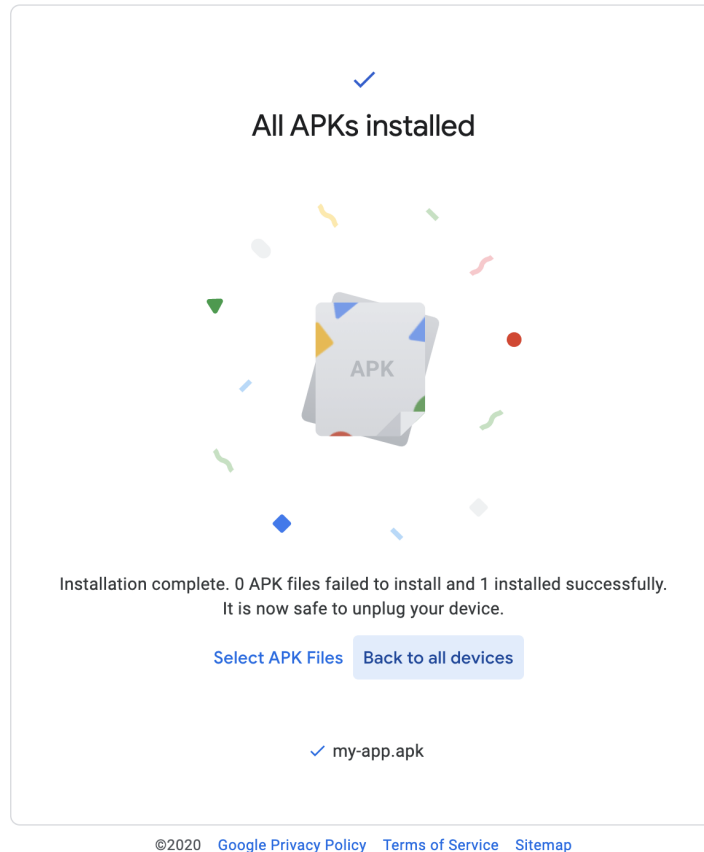 All APKs installed
APK
Installation complete. 0 APK files failed to install and 1 installed successfully.
It is now safe to unplug your device.
Select APK Files Back to all devices
my-app.apk
©2020 Google Privacy Policy Terms of Service Sitemap